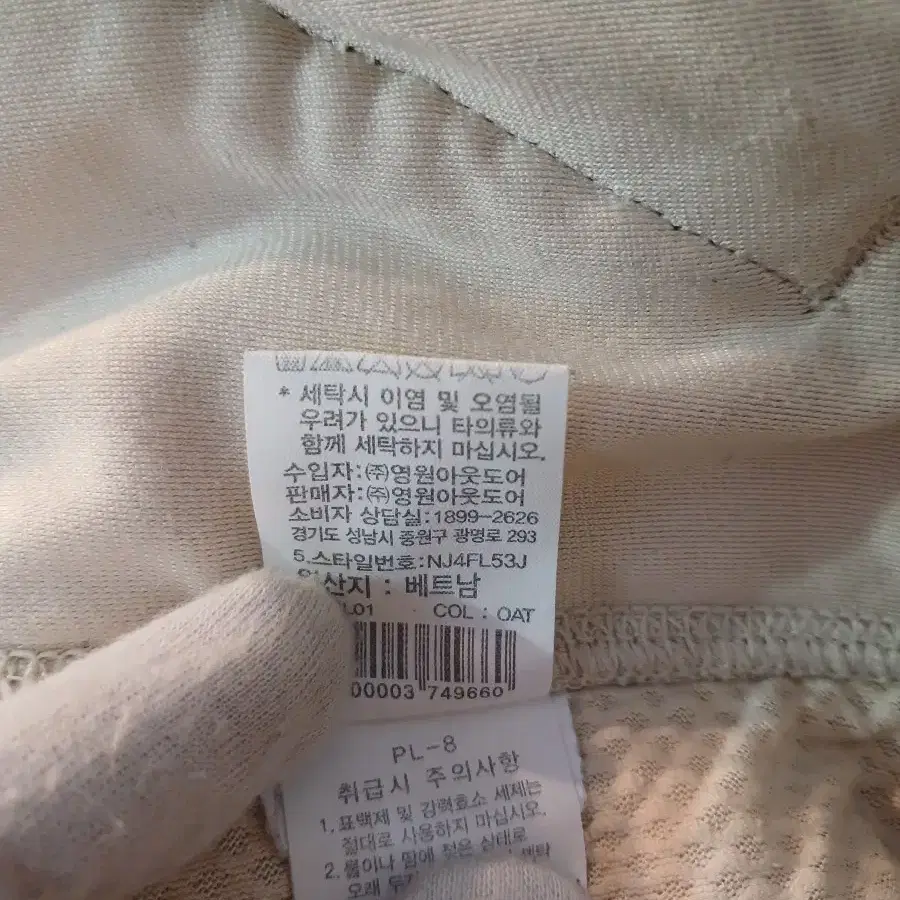 * 세탁시 이염 및 오염될
우려가 있으니 타의류와
함께 세탁하지 마십시오.
수입자:㈜영원아웃도어
판매자:㈜영원아웃도어
소비자 상담실:1899-2626
경기도 성남시 중원구 광명로 293
5.스타일번호:NJ4FL53J
원산지 : 베트남
L01 COL : OAT
00003 749660
PL-8
취급시 주의사항
1. 표백제 및 강력효소 세제는
절대로 사용하지 마십시오.
2. 물이나 땀에 젖은 상태로
오래